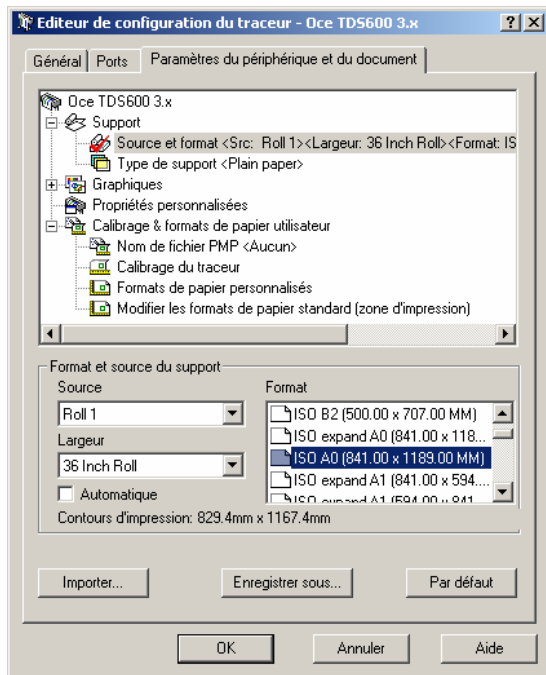 Editeur de configuration du traceur - Oce TDS600 3.x
Général
Ports
Paramètres du périphérique et du document
Oce TDS600 3.x
Support
Source et format <Src: Roll 1><Largeur: 36 Inch Roll><Format: IS
Type de support <Plain paper>
Graphiques
Propriétés personnalisées
Calibrage & formats de papier utilisateur
Nom de fichier PMP <Aucun>
Calibrage du traceur
Formats de papier personnalisés
Modifier les formats de papier standard (zone d'impression)
Format et source du support
Source
Format
Roll 1
ISO B2 (500.00 x 707.00 MM)
ISO expand A0 (841.00 x 118...
Largeur
ISO A0 (841.00 x 1189.00 MM)
36 Inch Roll
ISO expand A1 (841.00 x 594....
Automatique
ISO expand A1 (594.00 x 841
Contours d'impression: 829.4mm x 1167.4mm
Importer...
Enregistrer sous...
Par défaut
OK
Annuler
Aide